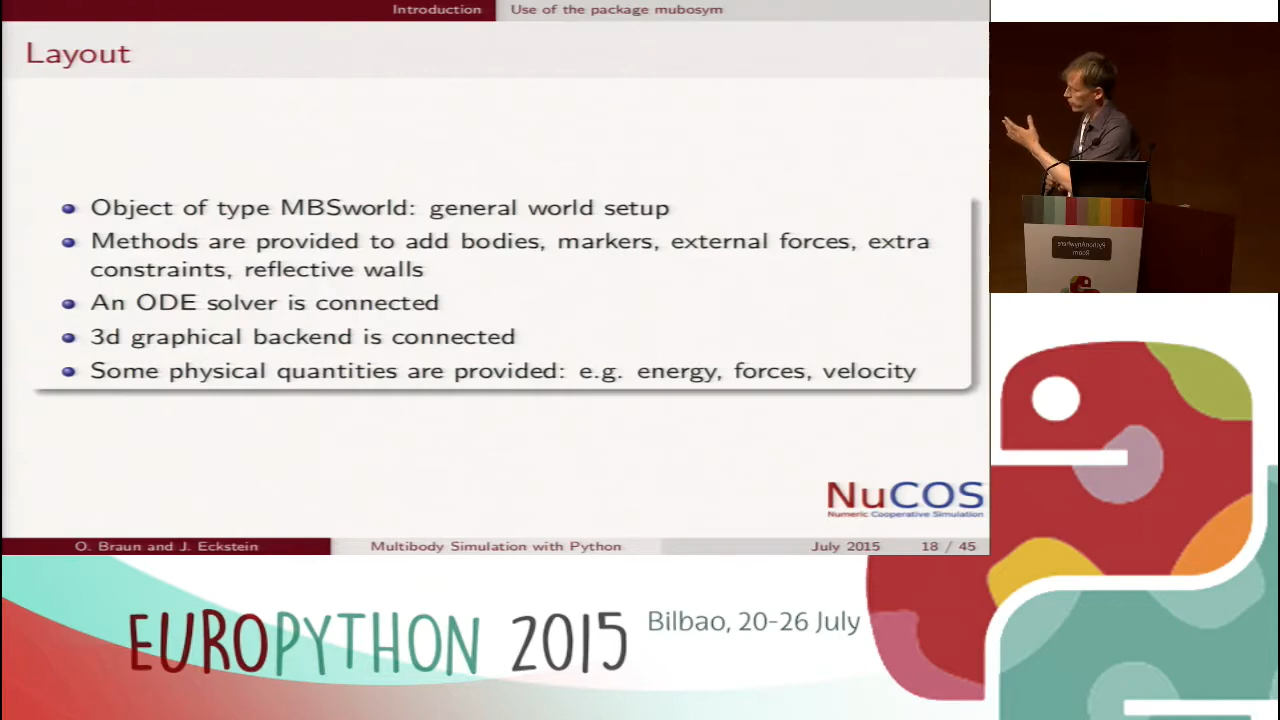 Introduction
Use of the package mubosym
Layout
Object of type MBSworld: general world setup
Methods are provided to add bodies, markers, external forces, extra
constraints, reflective walls
An ODE solver is connected
3d graphical backend is connected
Some physical quantities are provided: e.g. energy, forces, velocity
NuCOS
Numeric Cooperative Simulation
O. Braun and J. Eckstein
Multibody Simulation with Python
July 2015
18 / 45
PythonAnywhere
Room
EUROPYTHON 2015
Bilbao, 20-26 July